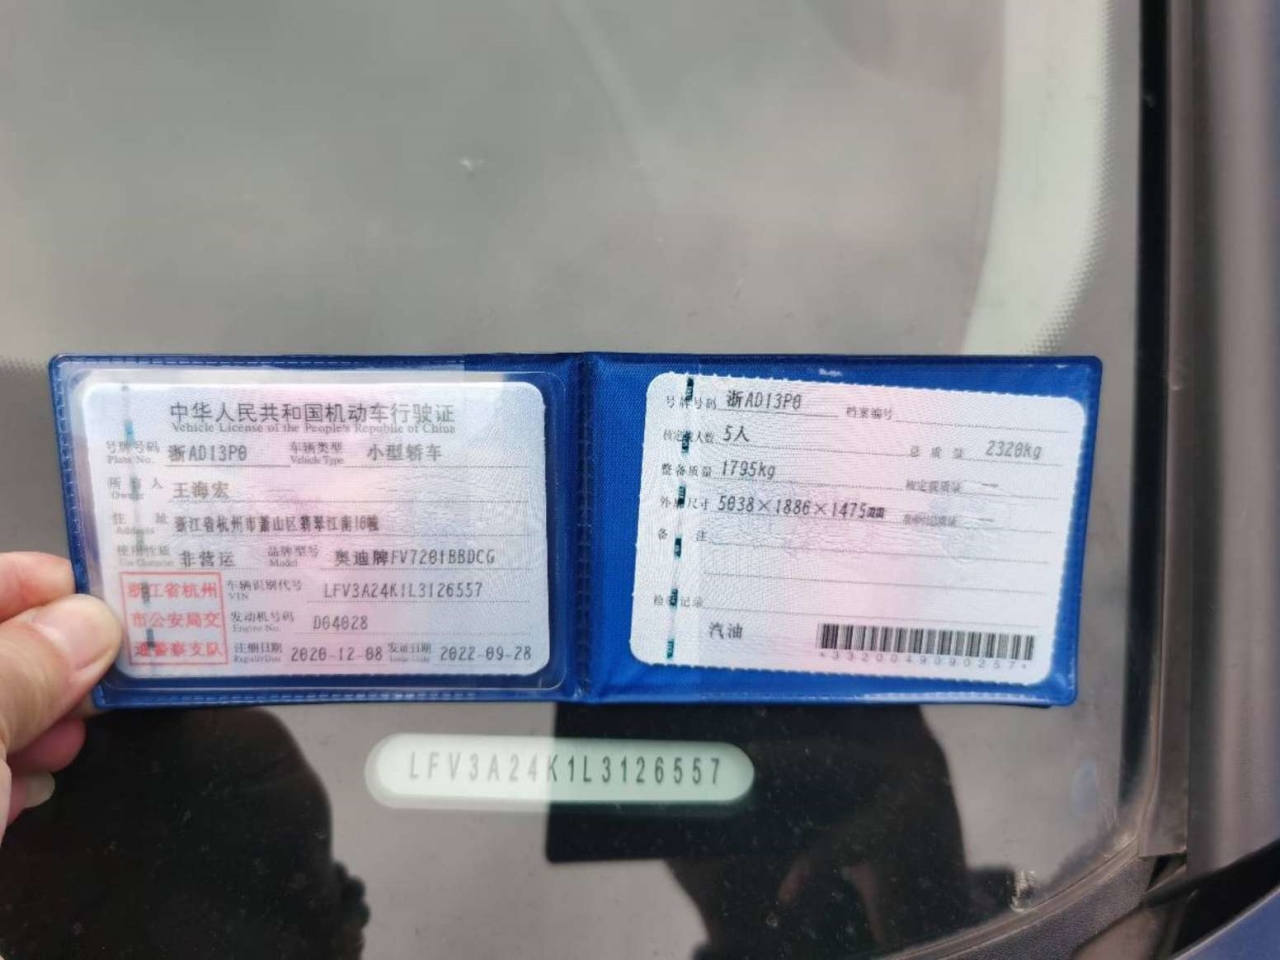 中华人民共和国机动车行驶证
Vehicle License of the People's Republic of China
号牌号码 浙AD13P0 车辆类型 小型轿车
Plate No. Vehicle Type
所有人 王海宏
Owner
住址 浙江省杭州市萧山区翡翠江南16幢
Address
使用性质 非营运 品牌型号 奥迪牌FV7201BBDCG
Use Character Model
车辆识别代号 LFV3A24K1L3126557
VIN
发动机号码 D64028
Engine No.
注册日期 2020-12-08 发证日期 2022-09-28
Register Date Issue Date
浙江省杭州
市公安局交
通警察支队
号牌号码 浙AD13P0 档案编号
核定载人数 5人 总质量 2320kg
整备质量 1795kg 核定载质量 —
外廓尺寸 5038×1886×1475mm —
备注
检验记录
汽油
*3320049090257*
LFV3A24K1L3126557